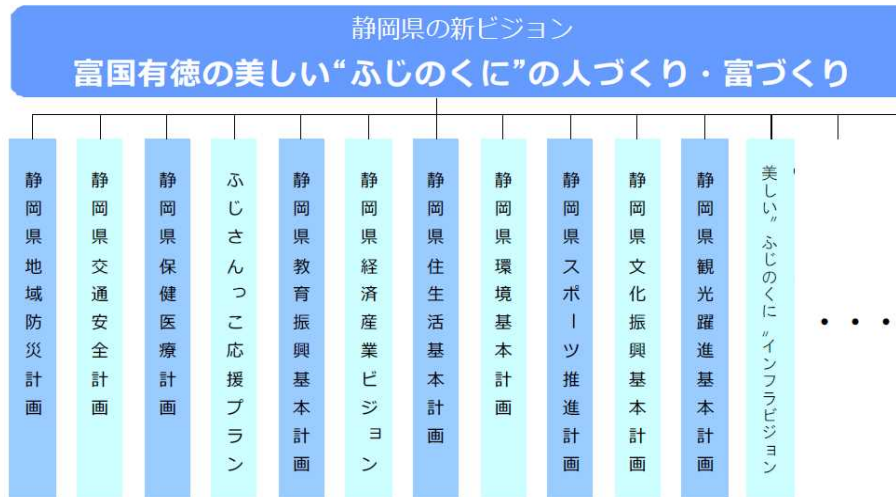 静岡県の新ビジョン
富国有徳の美しい“ふじのくに”の人づくり・富づくり
静岡県地域防災計画
静岡県交通安全計画
静岡県保健医療計画
ふじさんっこ応援プラン
静岡県教育振興基本計画
静岡県経済産業ビジョン
静岡県住生活基本計画
静岡県環境基本計画
静岡県スポーツ推進計画
静岡県文化振興基本計画
静岡県観光躍進基本計画
美しい“ふじのくに”インフラビジョン
・・・